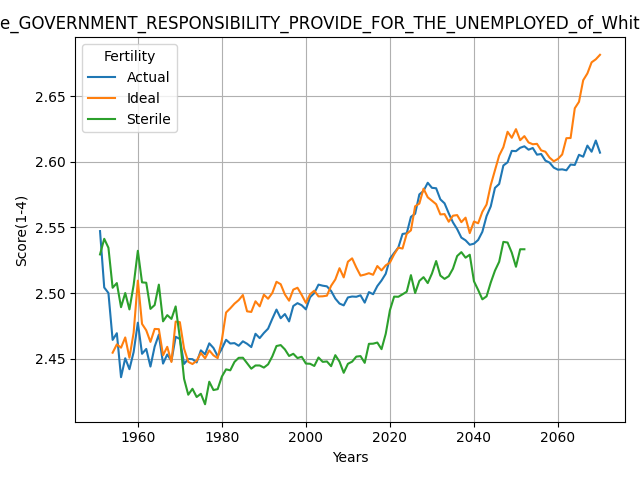 e_GOVERNMENT_RESPONSIBILITY_PROVIDE_FOR_THE_UNEMPLOYED_of_Whit
Fertility
Actual
Ideal
Sterile
Score(1-4)
2.65
2.60
2.55
2.50
2.45
1960 1980 2000 2020 2040 2060
Years